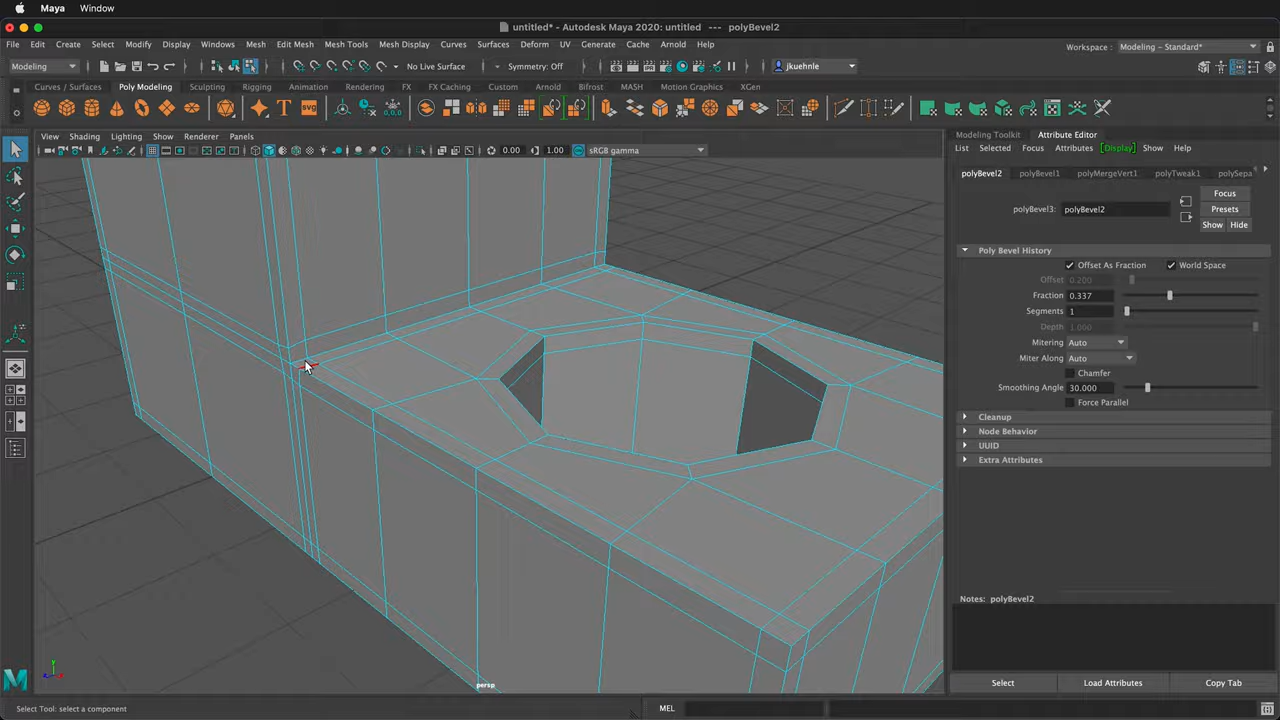 Maya Window
untitled* - Autodesk Maya 2020: untitled --- polyBevel2
File Edit Create Select Modify Display Windows Mesh Edit Mesh Mesh Tools Mesh Display Curves Surfaces Deform UV Generate Cache Arnold Help Workspace : Modeling - Standard*
Modeling No Live Surface Symmetry: Off jkuehnle
Curves / Surfaces Poly Modeling Sculpting Rigging Animation Rendering FX FX Caching Custom Arnold Bifrost MASH Motion Graphics XGen
SVG
View Shading Lighting Show Renderer Panels
0.00 1.00 sRGB gamma
Modeling Toolkit Attribute Editor
List Selected Focus Attributes [Display] Show Help
polyBevel2 polyBevel1 polyMergeVert1 polyTweak1 polySepa
Focus
polyBevel3: polyBevel2 Presets
Show Hide
Poly Bevel History
Offset As Fraction World Space
Offset 0.200
Fraction 0.337
Segments 1
Depth 1.000
Mitering Auto
Miter Along Auto
Chamfer
Smoothing Angle 30.000
Force Parallel
Cleanup
Node Behavior
UUID
Extra Attributes
Notes: polyBevel2
persp
Select Load Attributes Copy Tab
Select Tool: select a component MEL